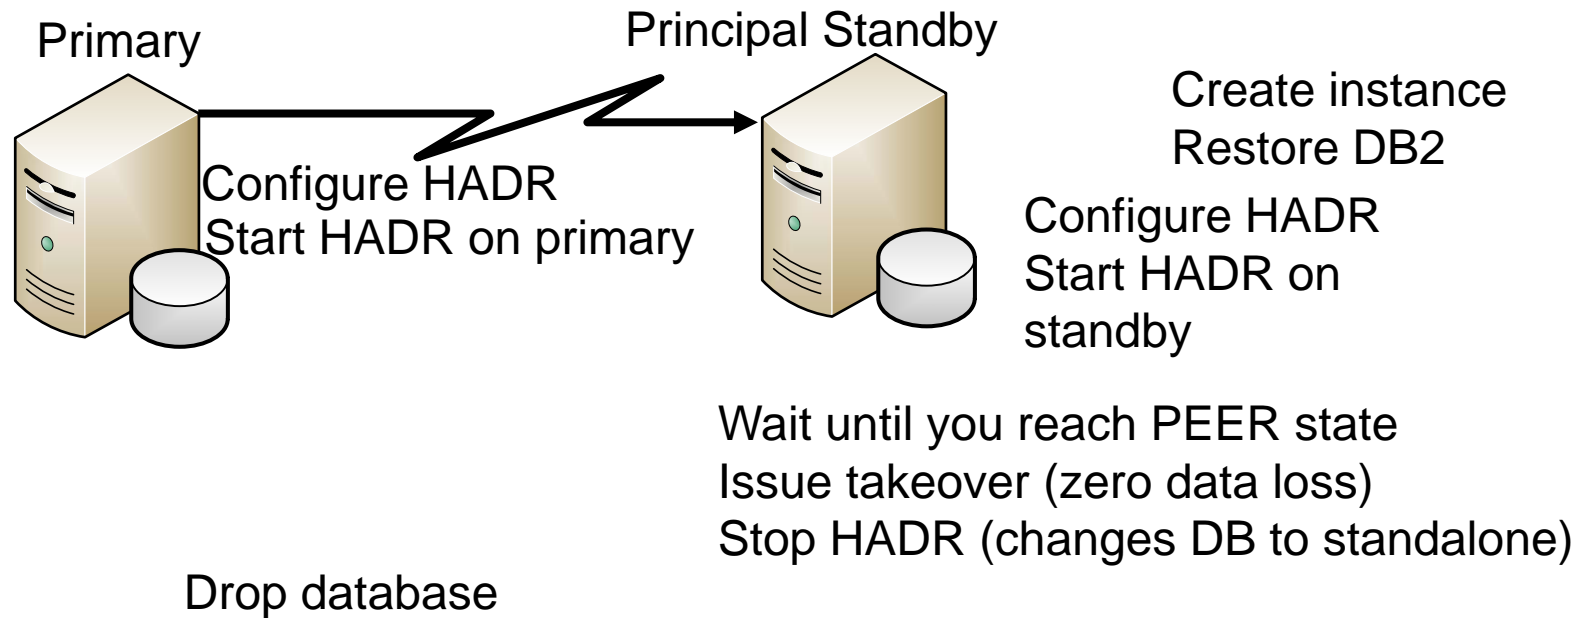 Primary
Principal Standby
Create instance
Restore DB2
Configure HADR
Start HADR on primary
Configure HADR
Start HADR on
standby
Wait until you reach PEER state
Issue takeover (zero data loss)
Stop HADR (changes DB to standalone)
Drop database